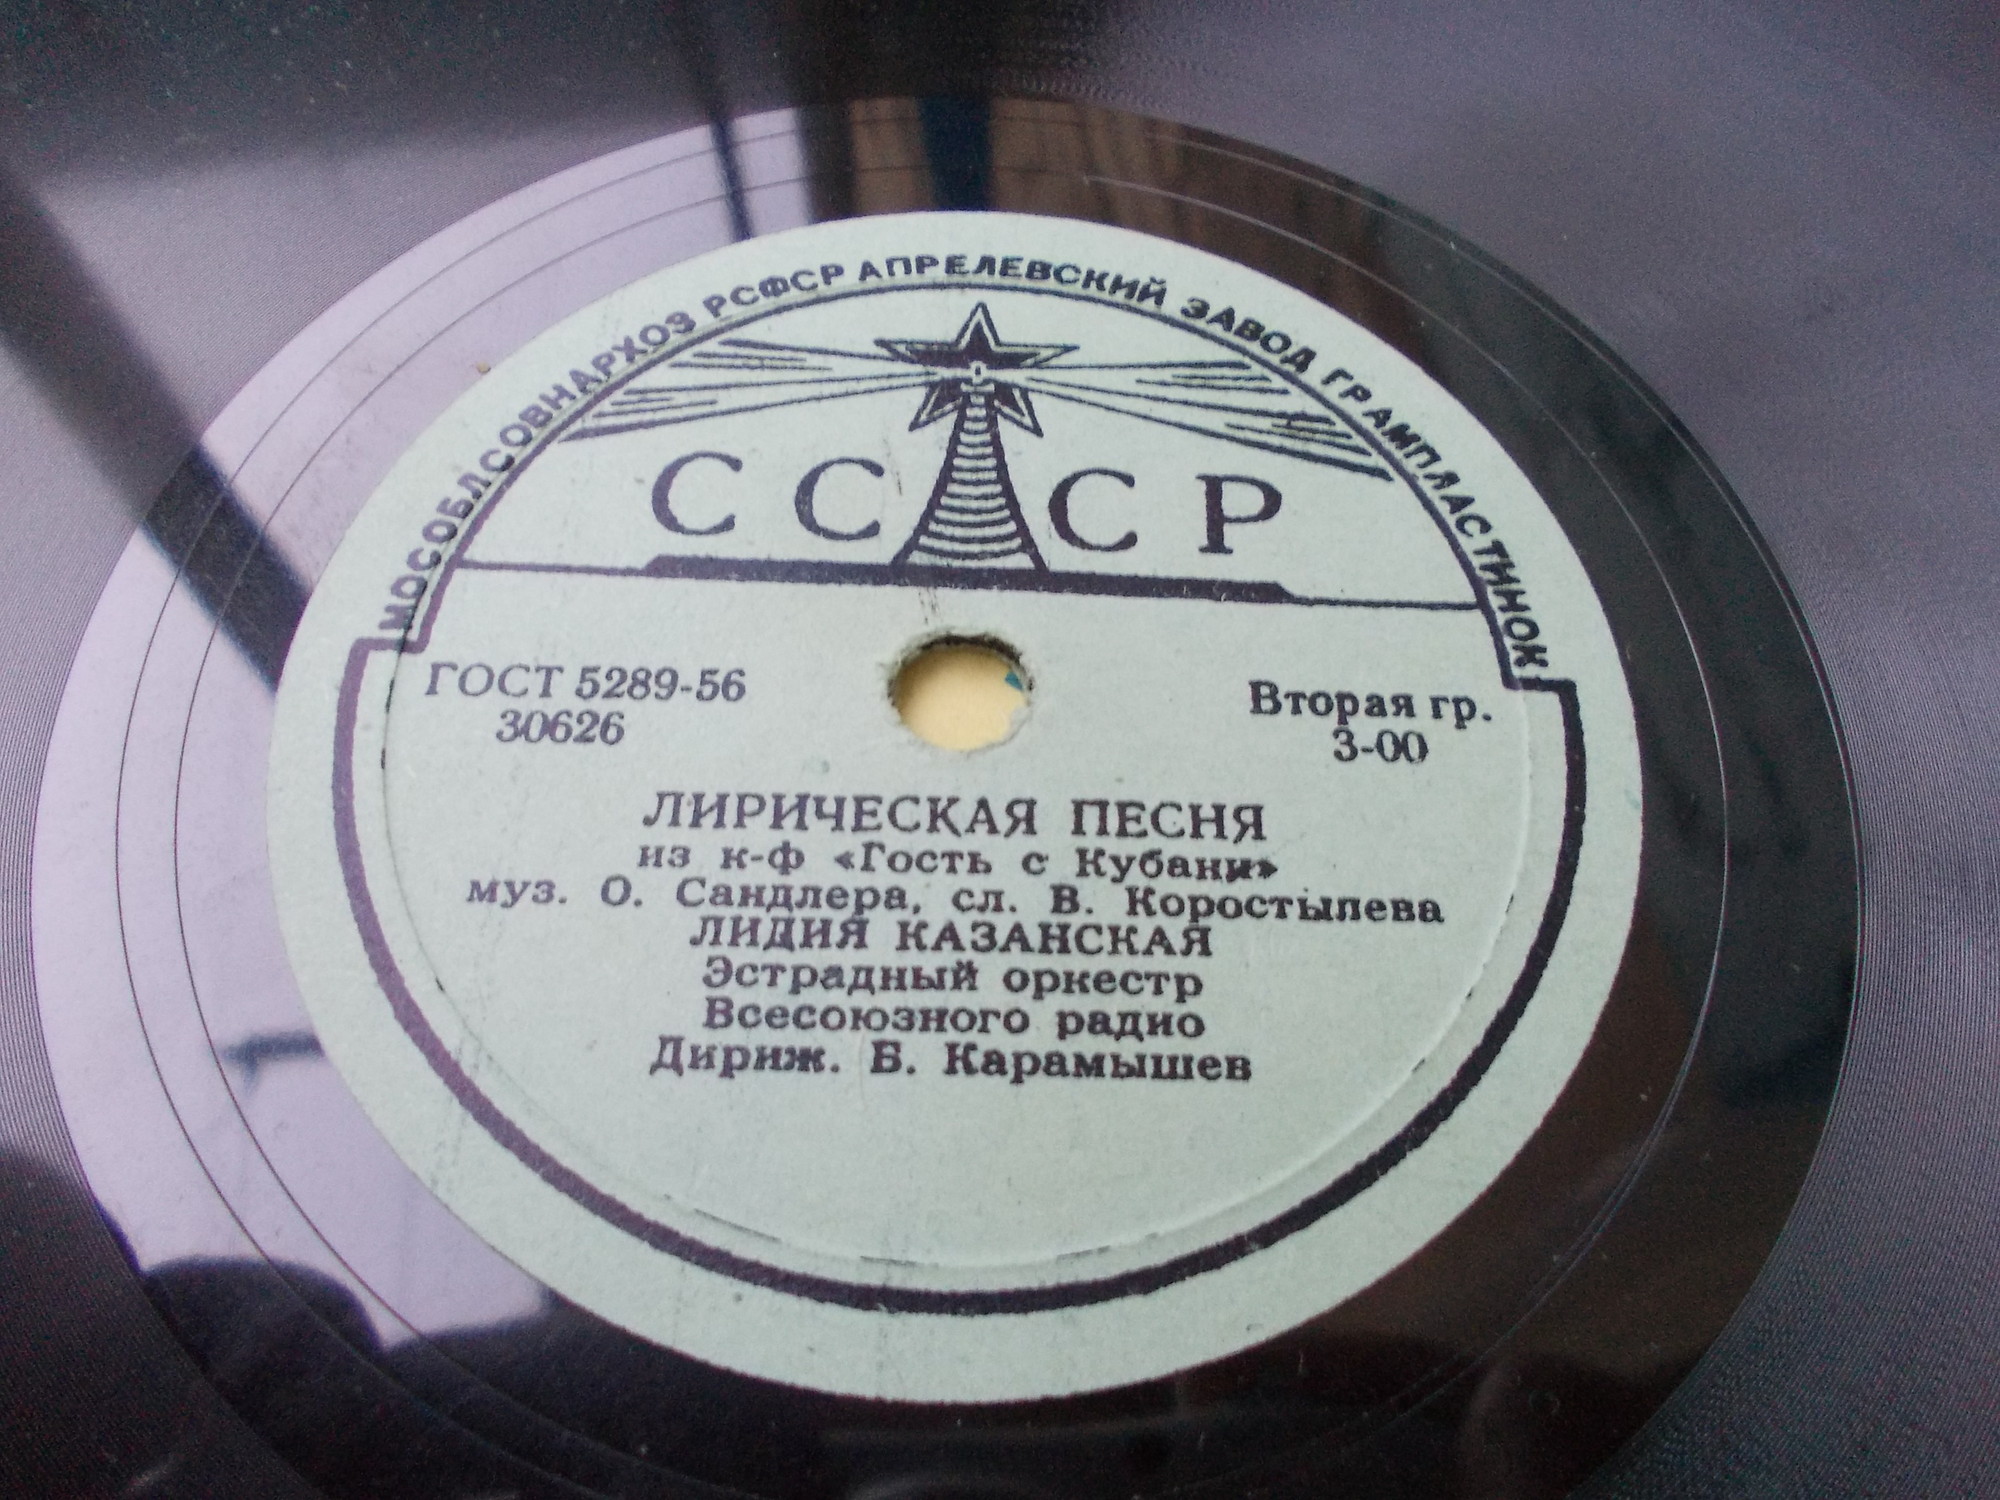 МОСОБЛСОВНАРХОЗ РСФСР АПРЕЛЕВСКИЙ ЗАВОД ГРАМПЛАСТИНОК
СССР
ГОСТ 5289-56
30626
Вторая гр.
3-00
ЛИРИЧЕСКАЯ ПЕСНЯ
из к-ф «Гость с Кубани»
муз. О. Сандлера, сл. В. Коростылева
ЛИДИЯ КАЗАНСКАЯ
Эстрадный оркестр
Всесоюзного радио
Дириж. Б. Карамышев